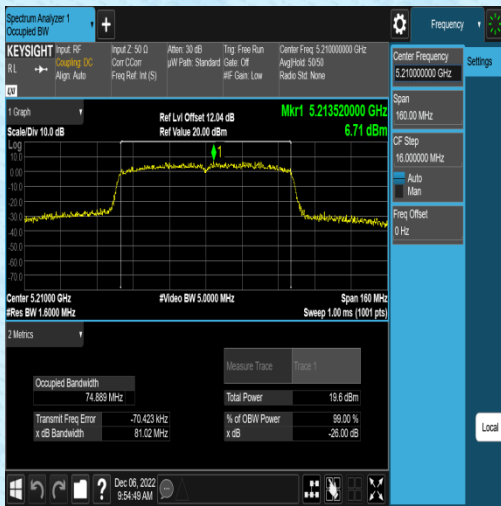 Spectrum Analyzer 1
Occupied BW
+
Frequency
KEYSIGHT
Input: RF
Input Z: 50 Ω
Atten: 30 dB
Trig: Free Run
Center Freq: 5.210000000 GHz
RL
Coupling: DC
Corr CCorr
µW Path: Standard
Gate: Off
Avg|Hold: 50/50
Align: Auto
Freq Ref: Int (S)
#IF Gain: Low
Radio Std: None
LXI
1 Graph
Ref Lvl Offset 12.04 dB
Mkr1 5.213520000 GHz
Scale/Div 10.0 dB
Ref Value 20.00 dBm
6.71 dBm
Log
10.0
0.00
-10.0
-20.0
-30.0
-40.0
-50.0
-60.0
-70.0
1
Center 5.21000 GHz
#Video BW 5.0000 MHz
Span 160 MHz
#Res BW 1.6000 MHz
Sweep 1.00 ms (1001 pts)
2 Metrics
Measure Trace
Trace 1
Occupied Bandwidth
74.889 MHz
Total Power
19.6 dBm
Transmit Freq Error
-70.423 kHz
% of OBW Power
99.00 %
x dB Bandwidth
81.02 MHz
x dB
-26.00 dB
?
Dec 06, 2022
9:54:49 AM
Center Frequency
5.210000000 GHz
Settings
Span
160.00 MHz
CF Step
16.000000 MHz
Auto
Man
Freq Offset
0 Hz
Local